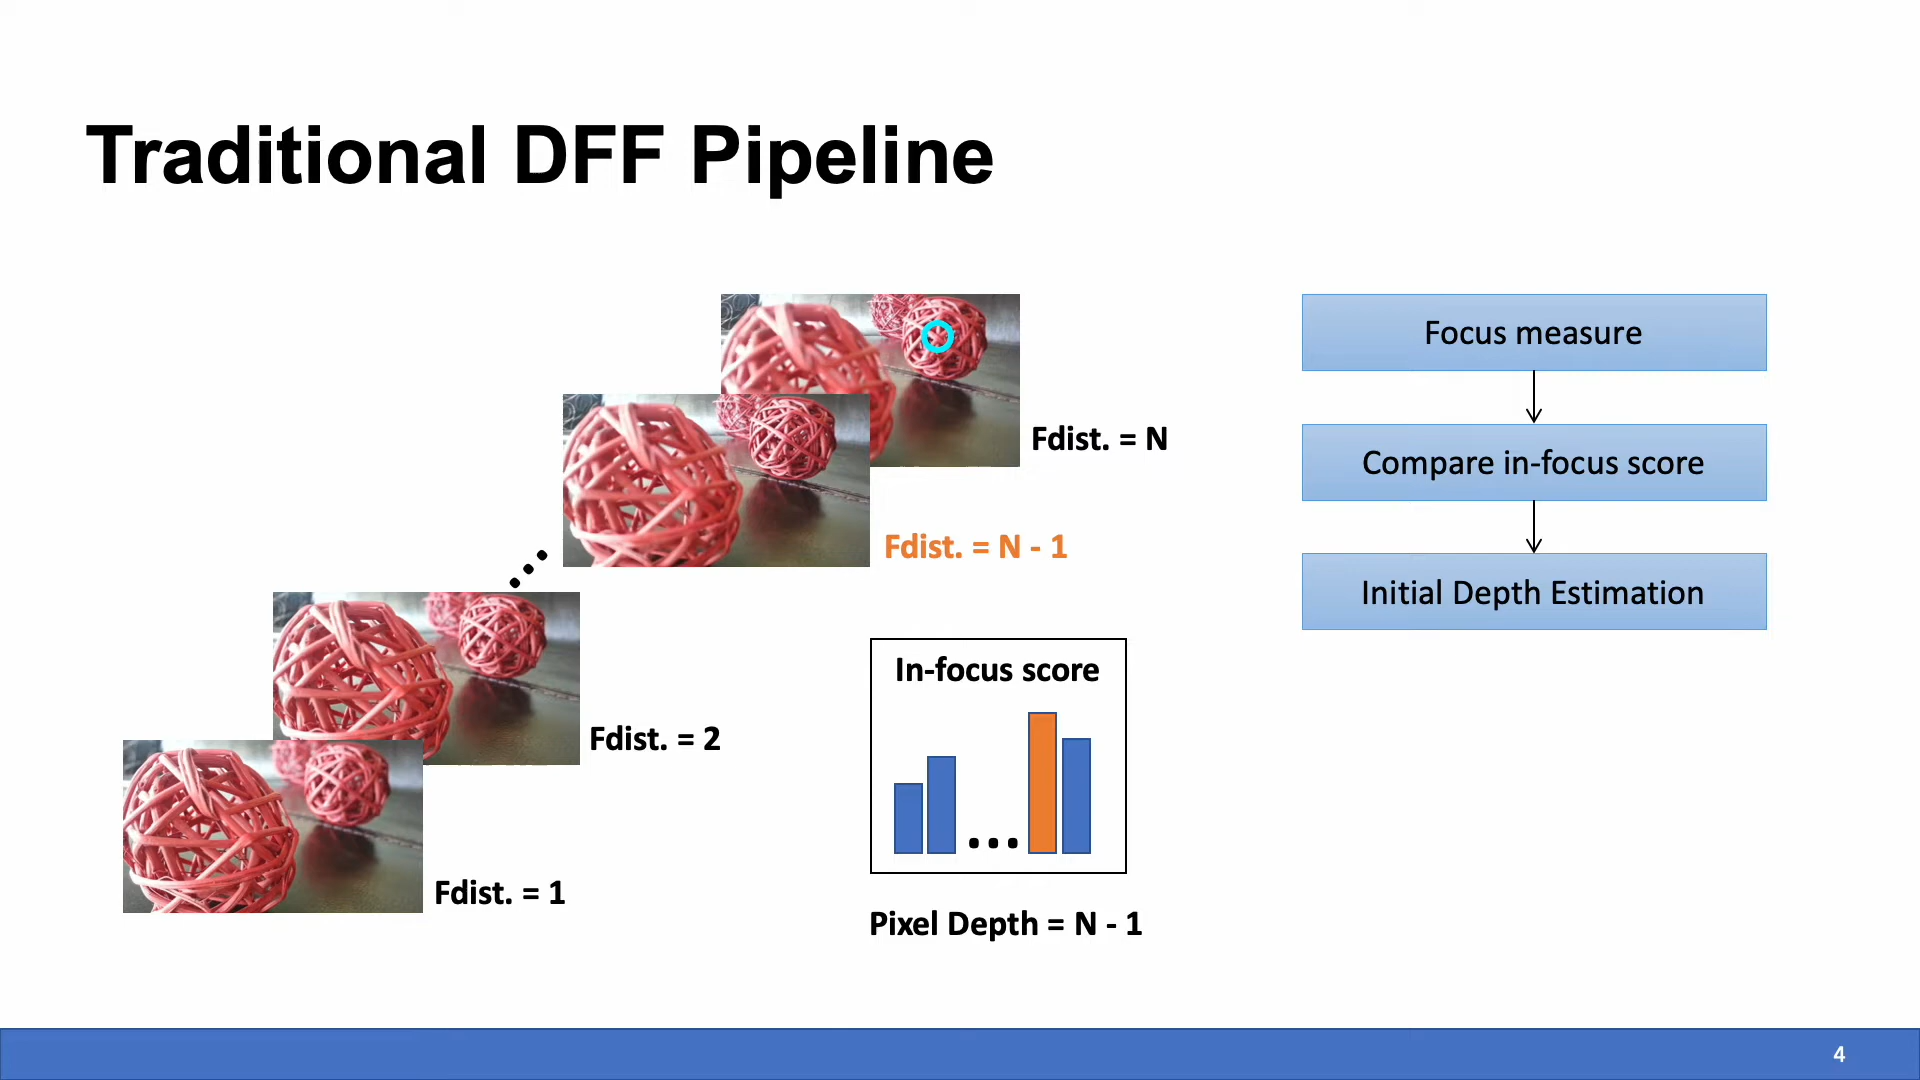 Traditional DFF Pipeline
Fdist. = N
Fdist. = N - 1
Fdist. = 2
Fdist. = 1
In-focus score
Pixel Depth = N - 1
Focus measure
Compare in-focus score
Initial Depth Estimation
4